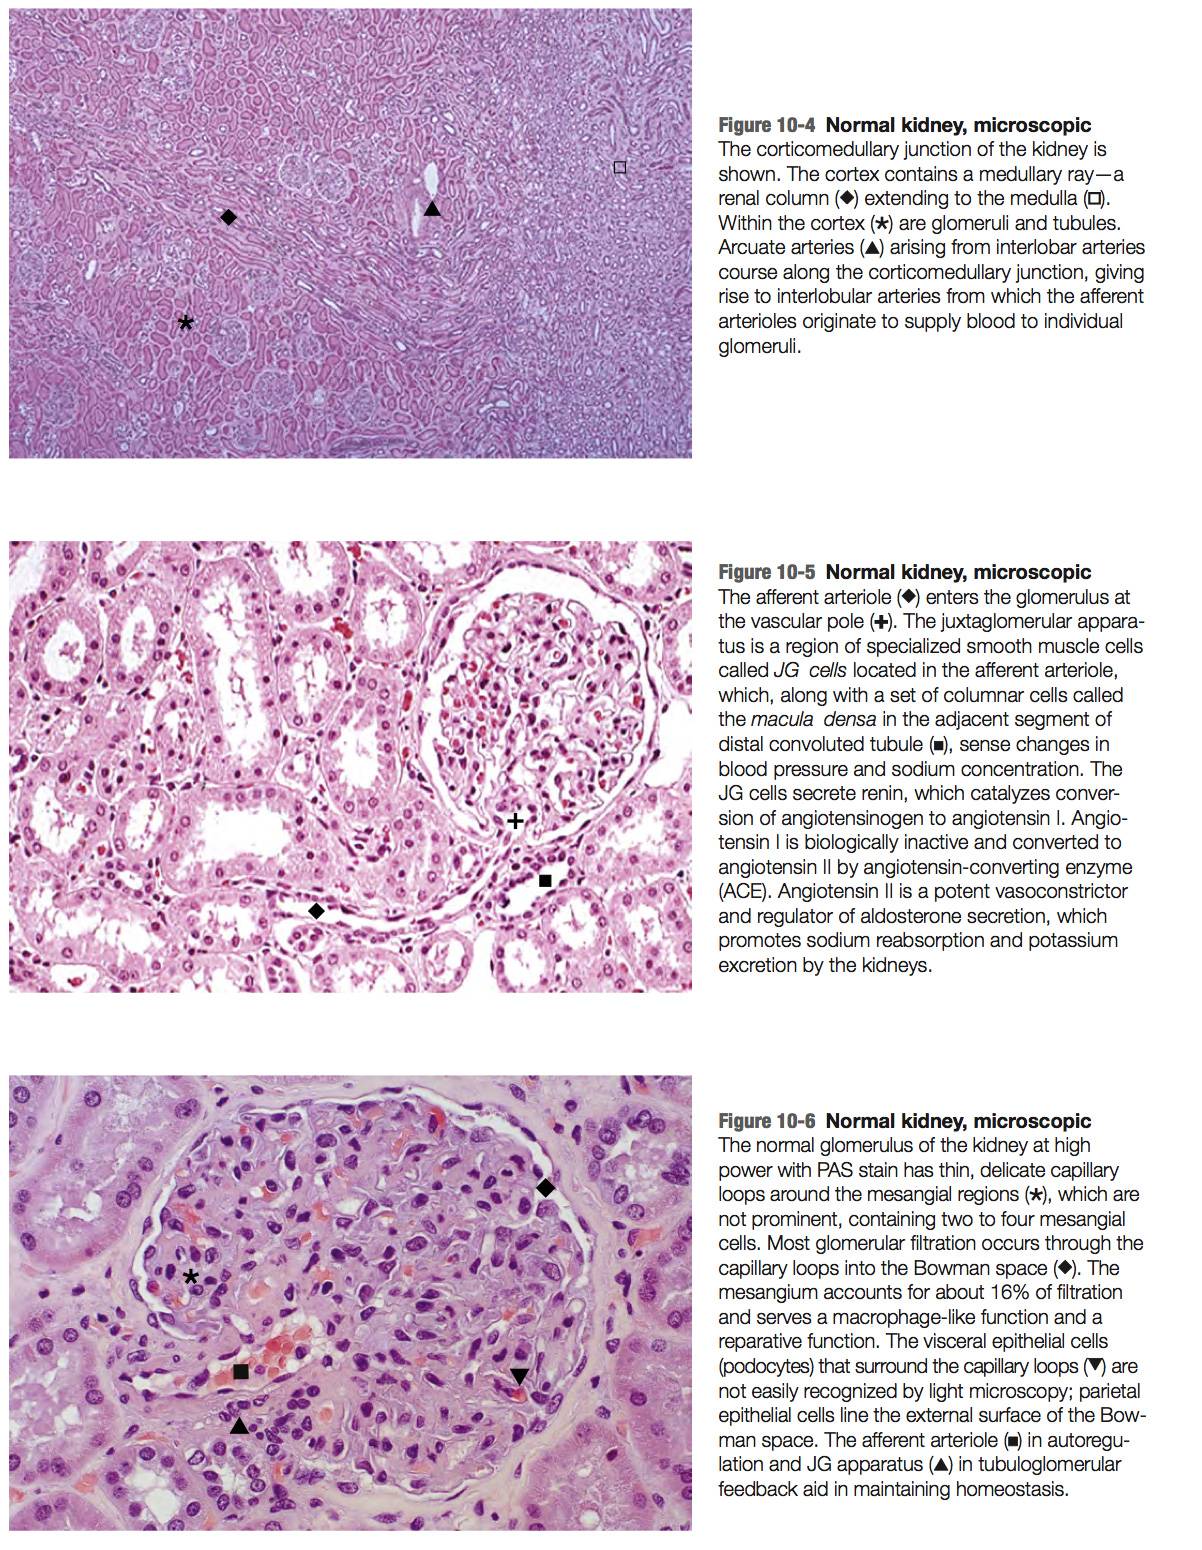 Figure 10-4 Normal kidney, microscopic
The corticomedullary junction of the kidney is
shown. The cortex contains a medullary ray—a
renal column (◆) extending to the medulla (□).
Within the cortex (*) are glomeruli and tubules.
Arcuate arteries (▲) arising from interlobar arteries
course along the corticomedullary junction, giving
rise to interlobular arteries from which the afferent
arterioles originate to supply blood to individual
glomeruli.
Figure 10-5 Normal kidney, microscopic
The afferent arteriole (◆) enters the glomerulus at
the vascular pole (+). The juxtaglomerular appara-
tus is a region of specialized smooth muscle cells
called JG cells located in the afferent arteriole,
which, along with a set of columnar cells called
the macula densa in the adjacent segment of
distal convoluted tubule (■), sense changes in
blood pressure and sodium concentration. The
JG cells secrete renin, which catalyzes conver-
sion of angiotensinogen to angiotensin I. Angio-
tensin I is biologically inactive and converted to
angiotensin II by angiotensin-converting enzyme
(ACE). Angiotensin II is a potent vasoconstrictor
and regulator of aldosterone secretion, which
promotes sodium reabsorption and potassium
excretion by the kidneys.
Figure 10-6 Normal kidney, microscopic
The normal glomerulus of the kidney at high
power with PAS stain has thin, delicate capillary
loops around the mesangial regions (*), which are
not prominent, containing two to four mesangial
cells. Most glomerular filtration occurs through the
capillary loops into the Bowman space (◆). The
mesangium accounts for about 16% of filtration
and serves a macrophage-like function and a
reparative function. The visceral epithelial cells
(podocytes) that surround the capillary loops (▼) are
not easily recognized by light microscopy; parietal
epithelial cells line the external surface of the Bow-
man space. The afferent arteriole (■) in autoregu-
lation and JG apparatus (▲) in tubuloglomerular
feedback aid in maintaining homeostasis.